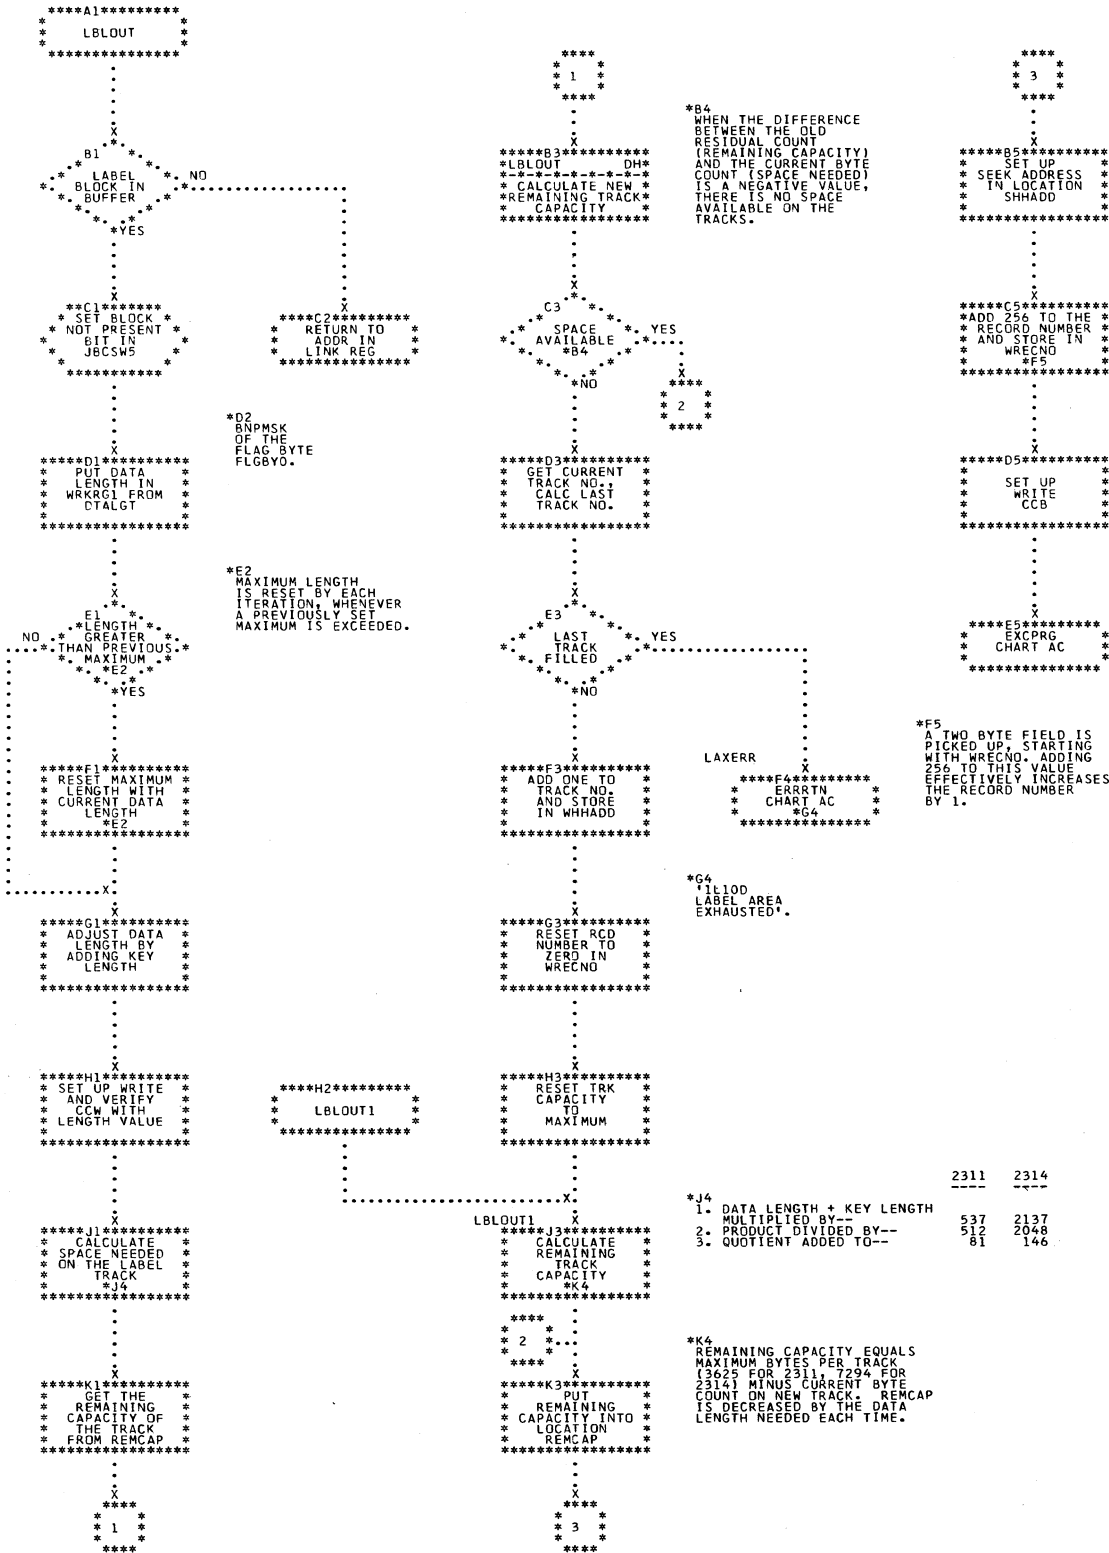 ****A1*********
LBLOUT
B1
LABEL
BLOCK IN
BUFFER
NO
*YES
**C1*******
SET BLOCK
NOT PRESENT
BIT IN
JBCSW5
****C2*********
RETURN TO
ADDR IN
LINK REG
*D2
BNPMSK
OF THE
FLAG BYTE
FLGBYO.
*****D1**********
PUT DATA
LENGTH IN
WRKRG1 FROM
DTALGT
*E2
MAXIMUM LENGTH
IS RESET BY EACH
ITERATION, WHENEVER
A PREVIOUSLY SET
MAXIMUM IS EXCEEDED.
E1
*LENGTH
GREATER
THAN PREVIOUS
MAXIMUM
*E2
NO
*YES
*****F1**********
RESET MAXIMUM
LENGTH WITH
CURRENT DATA
LENGTH
*E2
*****G1**********
ADJUST DATA
LENGTH BY
ADDING KEY
LENGTH
*****H1**********
SET UP WRITE
AND VERIFY
CCW WITH
LENGTH VALUE
****H2*********
LBLOUT1
*****J1**********
CALCULATE
SPACE NEEDED
ON THE LABEL
TRACK
*J4
*****K1**********
GET THE
REMAINING
CAPACITY OF
THE TRACK
FROM REMCAP
1
1
*****B3**********
*LBLOUT DH*
*-*-*-*-*-*-*-*-*
CALCULATE NEW
*REMAINING TRACK*
CAPACITY
*B4
WHEN THE DIFFERENCE
BETWEEN THE OLD
RESIDUAL COUNT
(REMAINING CAPACITY)
AND THE CURRENT BYTE
COUNT (SPACE NEEDED)
IS A NEGATIVE VALUE,
THERE IS NO SPACE
AVAILABLE ON THE
TRACKS.
C3
SPACE
AVAILABLE
*B4
YES
*NO
2
*****D3**********
GET CURRENT
TRACK NO.,
CALC LAST
TRACK NO.
E3
LAST
TRACK
FILLED
YES
*NO
*****F3**********
ADD ONE TO
TRACK NO.
AND STORE
IN WHHADD
LAXERR
****F4*********
ERRRTN
CHART AC
*G4
*G4
'1L10D
LABEL AREA
EXHAUSTED'.
*****G3**********
RESET RCD
NUMBER TO
ZERO IN
WRECNO
*****H3**********
RESET TRK
CAPACITY
TO
MAXIMUM
LBLOUT1
*****J3**********
CALCULATE
REMAINING
TRACK
CAPACITY
*K4
2311 2314
---- ----
*J4
1. DATA LENGTH + KEY LENGTH
MULTIPLIED BY-- 537 2137
2. PRODUCT DIVIDED BY-- 512 2048
3. QUOTIENT ADDED TO-- 81 146
2
*****K3**********
PUT
REMAINING
CAPACITY INTO
LOCATION
REMCAP
*K4
REMAINING CAPACITY EQUALS
MAXIMUM BYTES PER TRACK
(3625 FOR 2311, 7294 FOR
2314) MINUS CURRENT BYTE
COUNT ON NEW TRACK. REMCAP
IS DECREASED BY THE DATA
LENGTH NEEDED EACH TIME.
3
3
*****B5**********
SET UP
SEEK ADDRESS
IN LOCATION
SHHADD
*****C5**********
*ADD 256 TO THE
RECORD NUMBER
AND STORE IN
WRECNO
*F5
*****D5**********
SET UP
WRITE
CCB
****E5*********
EXCPRG
CHART AC
*F5
A TWO BYTE FIELD IS
PICKED UP, STARTING
WITH WRECNO. ADDING
256 TO THIS VALUE
EFFECTIVELY INCREASES
THE RECORD NUMBER
BY 1.